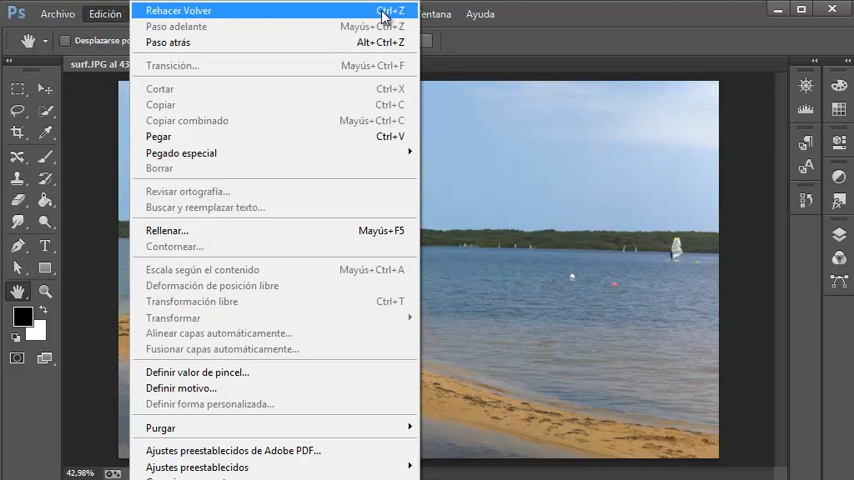 Ps Archivo Edición
Ventana Ayuda
Desplazarse po
surf.JPG al 43
Rehacer Volver Ctrl+Z
Paso adelante Mayús+Ctrl+Z
Paso atrás Alt+Ctrl+Z
Transición... Mayús+Ctrl+F
Cortar Ctrl+X
Copiar Ctrl+C
Copiar combinado Mayús+Ctrl+C
Pegar Ctrl+V
Pegado especial
Borrar
Revisar ortografía...
Buscar y reemplazar texto...
Rellenar... Mayús+F5
Contornear...
Escala según el contenido Mayús+Ctrl+A
Deformación de posición libre
Transformación libre Ctrl+T
Transformar
Alinear capas automáticamente...
Fusionar capas automáticamente...
Definir valor de pincel...
Definir motivo...
Definir forma personalizada...
Purgar
Ajustes preestablecidos de Adobe PDF...
Ajustes preestablecidos
42,98%